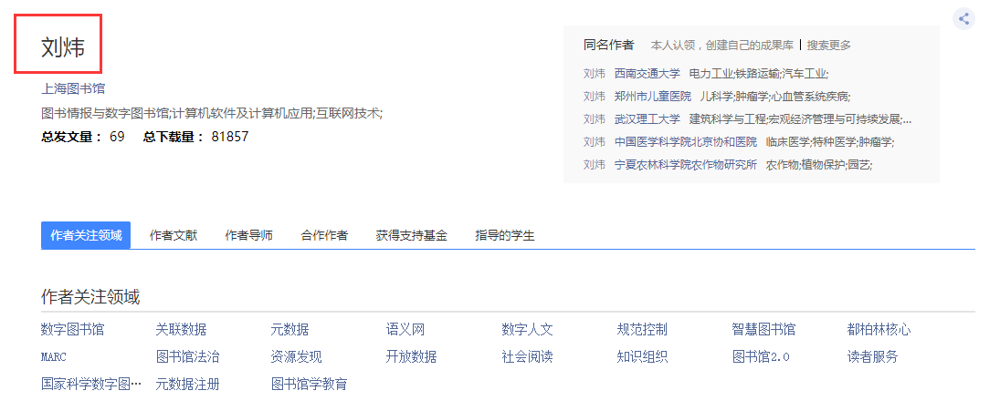 刘炜
上海图书馆
图书情报与数字图书馆;计算机软件及计算机应用;互联网技术;
总发文量： 69 总下载量： 81857
同名作者 本人认领，创建自己的成果库 | 搜索更多
刘炜 西南交通大学 电力工业;铁路运输;汽车工业;
刘炜 郑州市儿童医院 儿科学;肿瘤学;心血管系统疾病;
刘炜 武汉理工大学 建筑科学与工程;宏观经济管理与可持续发展;...
刘炜 中国医学科学院北京协和医院 临床医学;特种医学;肿瘤学;
刘炜 宁夏农林科学院农作物研究所 农作物;植物保护;园艺;
作者关注领域 作者文献 作者导师 合作作者 获得支持基金 指导的学生
作者关注领域
数字图书馆 关联数据 元数据 语义网 数字人文 规范控制 智慧图书馆 都柏林核心
MARC 图书馆法治 资源发现 开放数据 社会阅读 知识组织 图书馆2.0 读者服务
国家科学数字图… 元数据注册 图书馆学教育